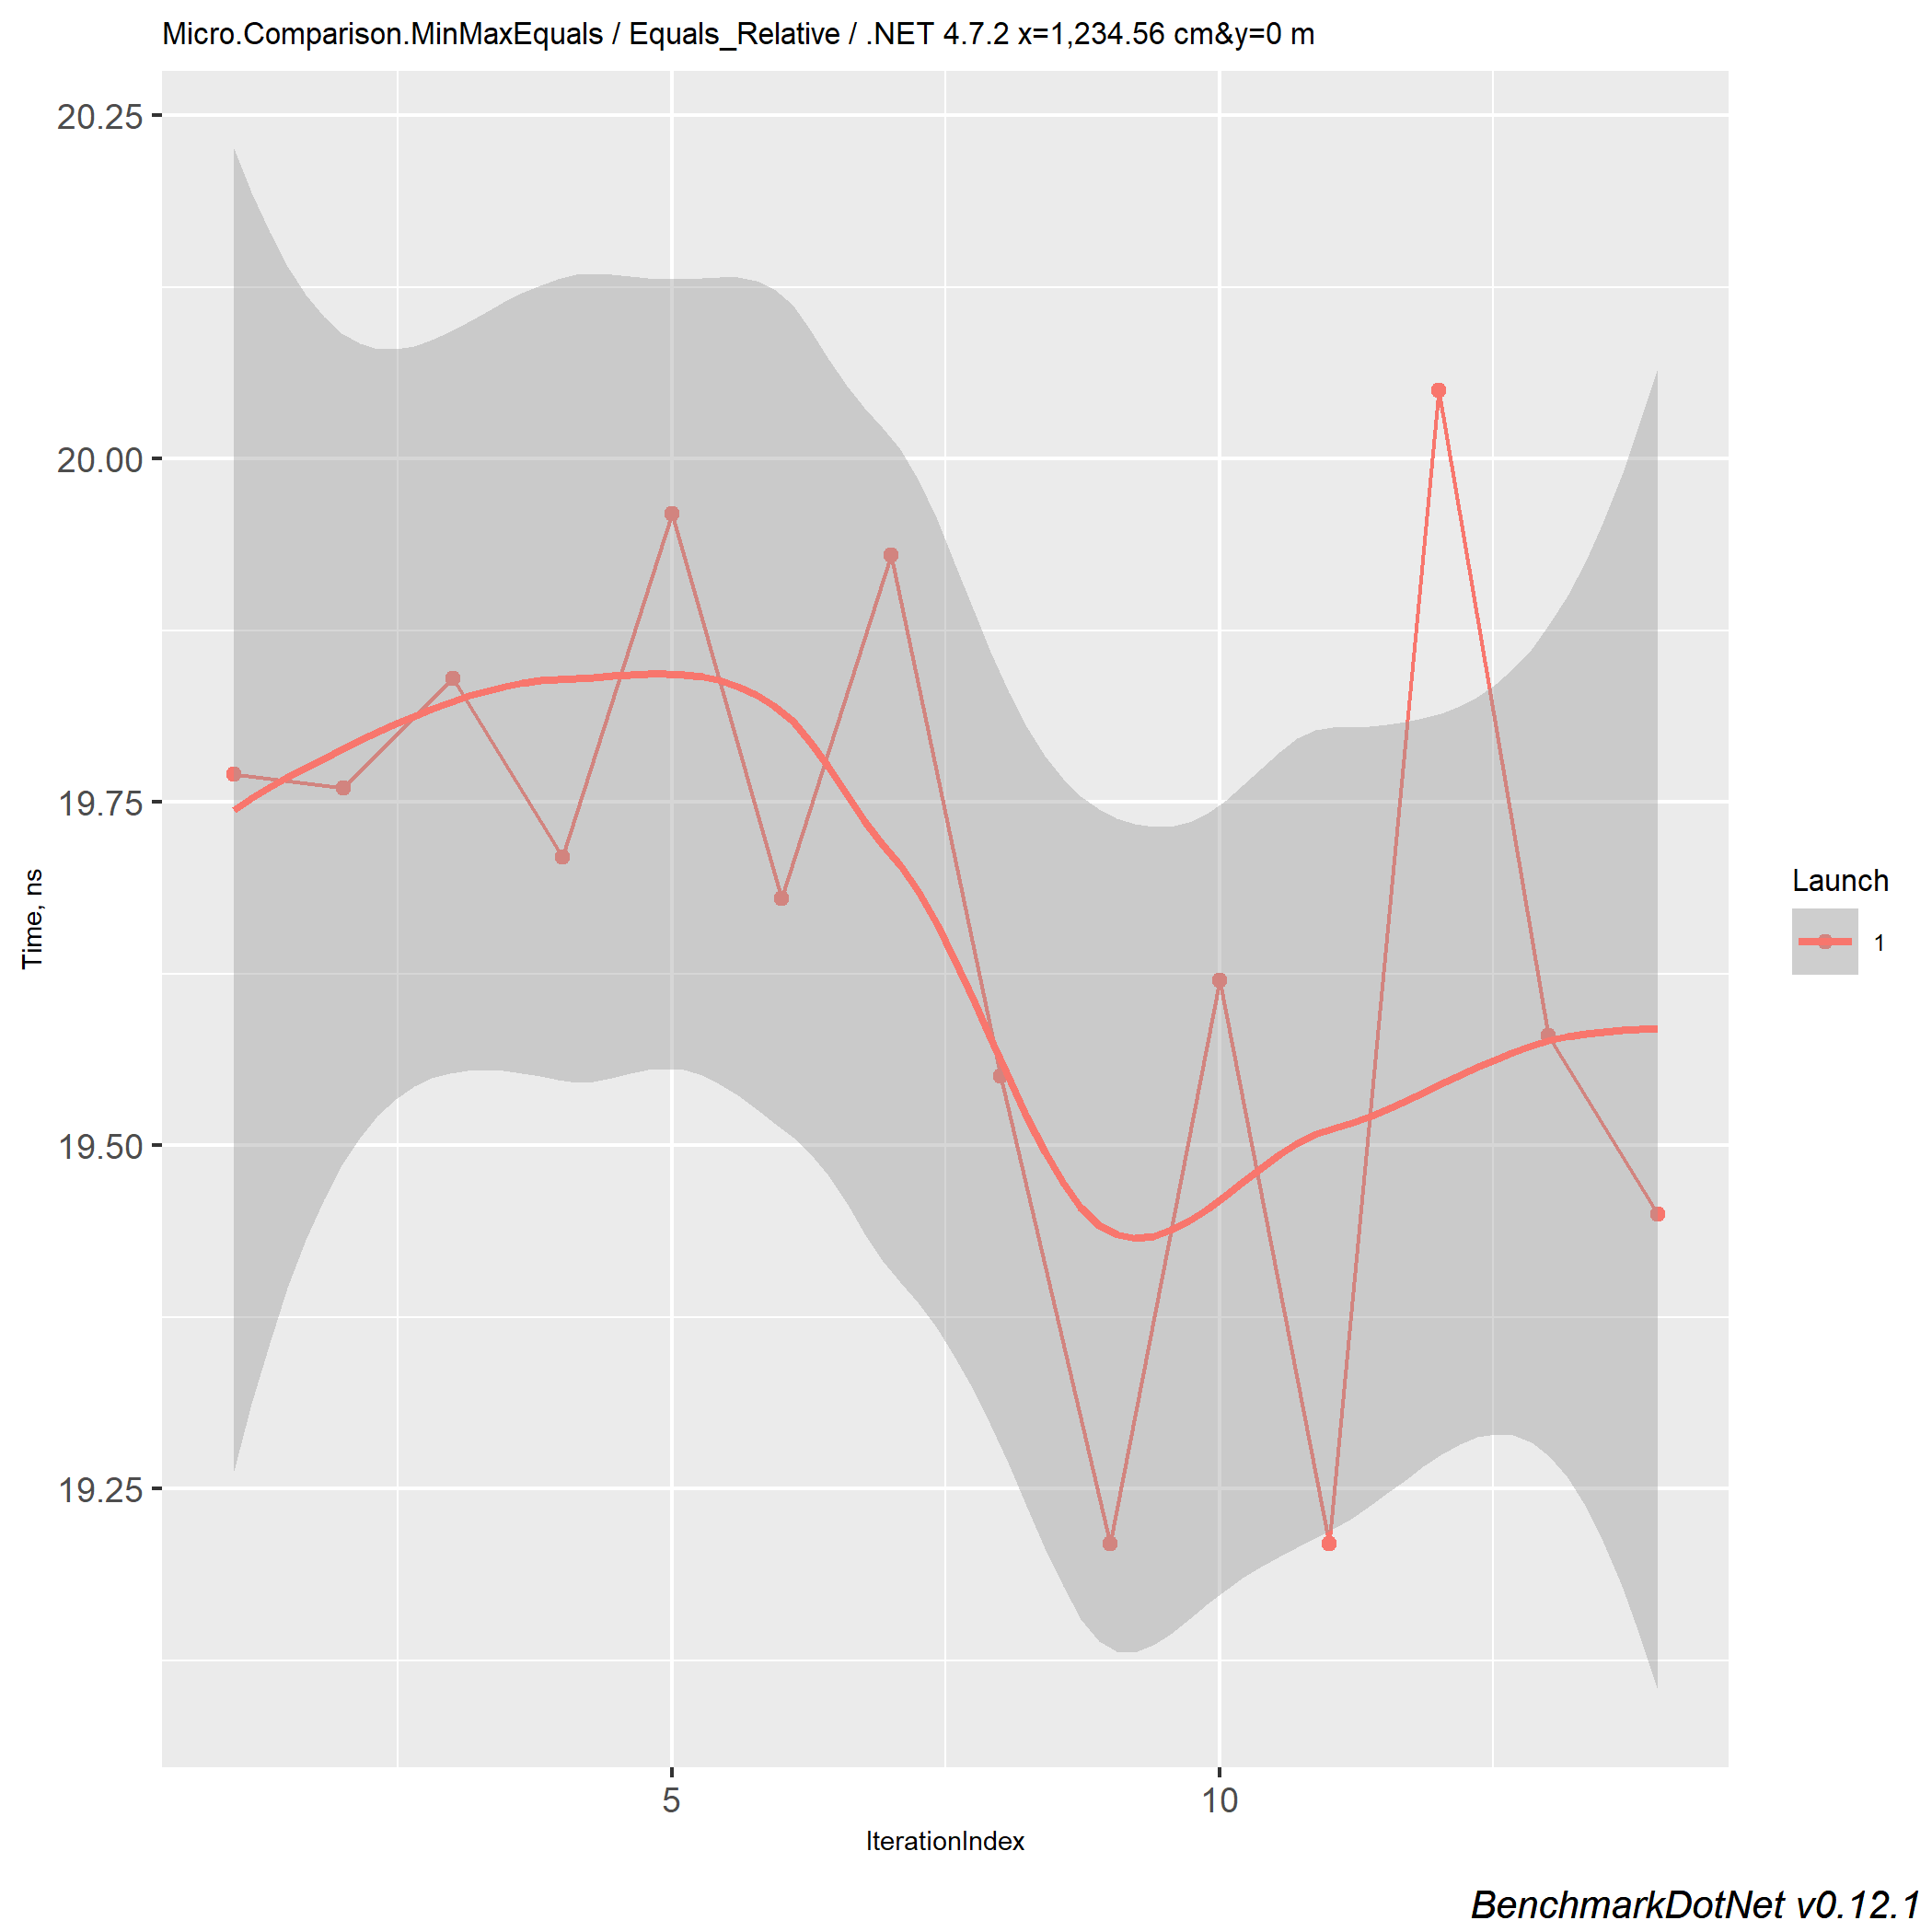 Micro.Comparison.MinMaxEquals / Equals_Relative / .NET 4.7.2 x=1,234.56 cm&y=0 m
20.25
20.00
19.75
19.50
19.25
Time, ns
5
10
IterationIndex
Launch
1
BenchmarkDotNet v0.12.1